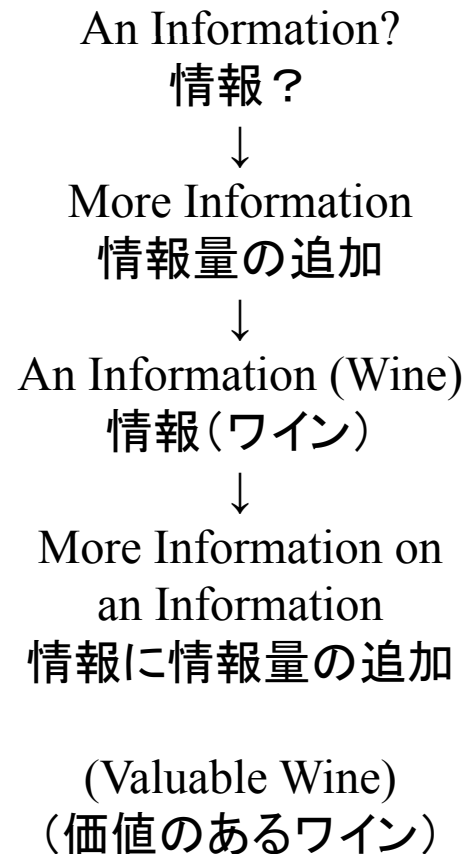 An Information?
情報？
↓
More Information
情報量の追加
↓
An Information (Wine)
情報（ワイン）
↓
More Information on
an Information
情報に情報量の追加
(Valuable Wine)
（価値のあるワイン）